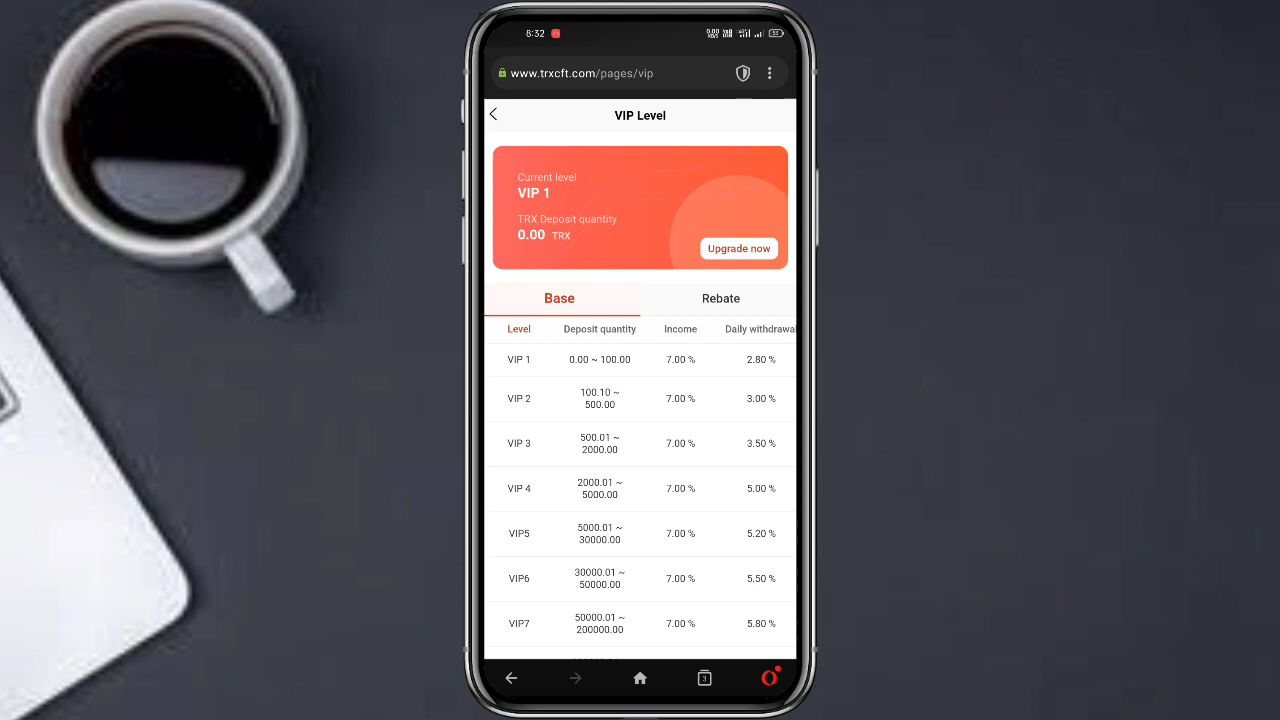 8:32
0.00
55
www.trxcft.com/pages/vip
VIP Level
Current level
VIP 1
TRX Deposit quantity
0.00 TRX
Upgrade now
Base Rebate
Level Deposit quantity Income Daily withdrawal
VIP 1 0.00 ~ 100.00 7.00 % 2.80 %
VIP 2 100.10 ~ 500.00 7.00 % 3.00 %
VIP 3 500.01 ~ 2000.00 7.00 % 3.50 %
VIP 4 2000.01 ~ 5000.00 7.00 % 5.00 %
VIP5 5000.01 ~ 30000.00 7.00 % 5.20 %
VIP6 30000.01 ~ 50000.00 7.00 % 5.50 %
VIP7 50000.01 ~ 200000.00 7.00 % 5.80 %
3